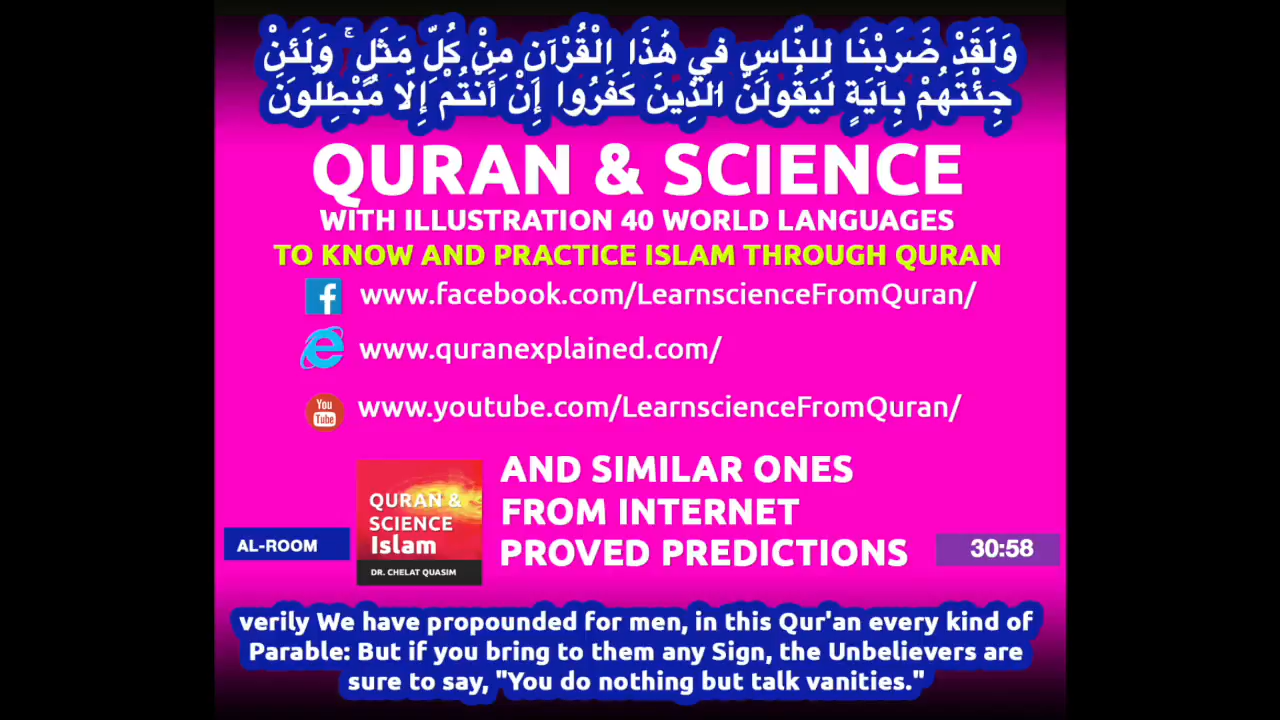 وَلَقَدْ ضَرَبْنَا لِلنَّاسِ فِي هَٰذَا الْقُرْآنِ مِنْ كُلِّ مَثَلٍ ۚ وَلَئِنْ
جِئْتَهُمْ بِآيَةٍ لَيَقُولَنَّ الَّذِينَ كَفَرُوا إِنْ أَنْتُمْ إِلَّا مُبْطِلُونَ
QURAN & SCIENCE
WITH ILLUSTRATION 40 WORLD LANGUAGES
TO KNOW AND PRACTICE ISLAM THROUGH QURAN
f www.facebook.com/LearnscienceFromQuran/
www.quranexplained.com/
You
Tube
www.youtube.com/LearnscienceFromQuran/
AND SIMILAR ONES
FROM INTERNET
PROVED PREDICTIONS
QURAN &
SCIENCE
Islam
DR. CHELAT QUASIM
AL-ROOM
30:58
verily We have propounded for men, in this Qur'an every kind of
Parable: But if you bring to them any Sign, the Unbelievers are
sure to say, "You do nothing but talk vanities."